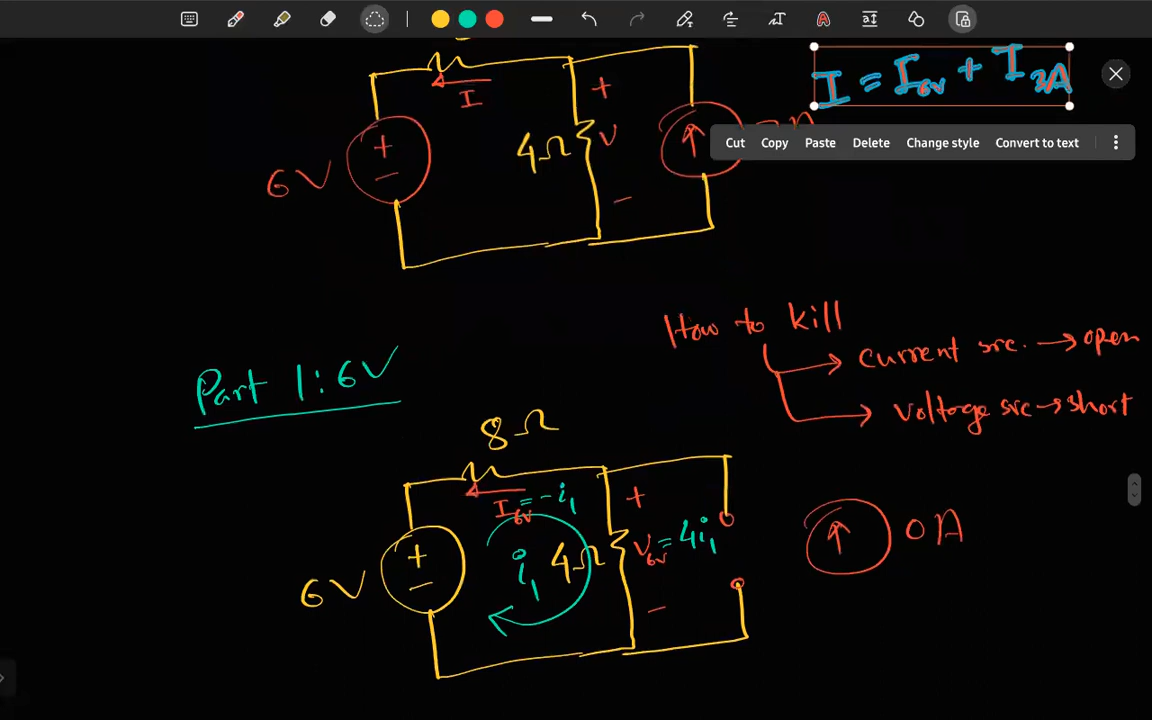 I = I6V + I3A
I
+
4Ω
V
6V
+
−
−
Cut Copy Paste Delete Change style Convert to text
How to kill
current src. → open
voltage src → short
Part 1: 6V
8Ω
I6V = -i1
+
V6V = 4i1
−
i1
4Ω
6V
+
−
0A